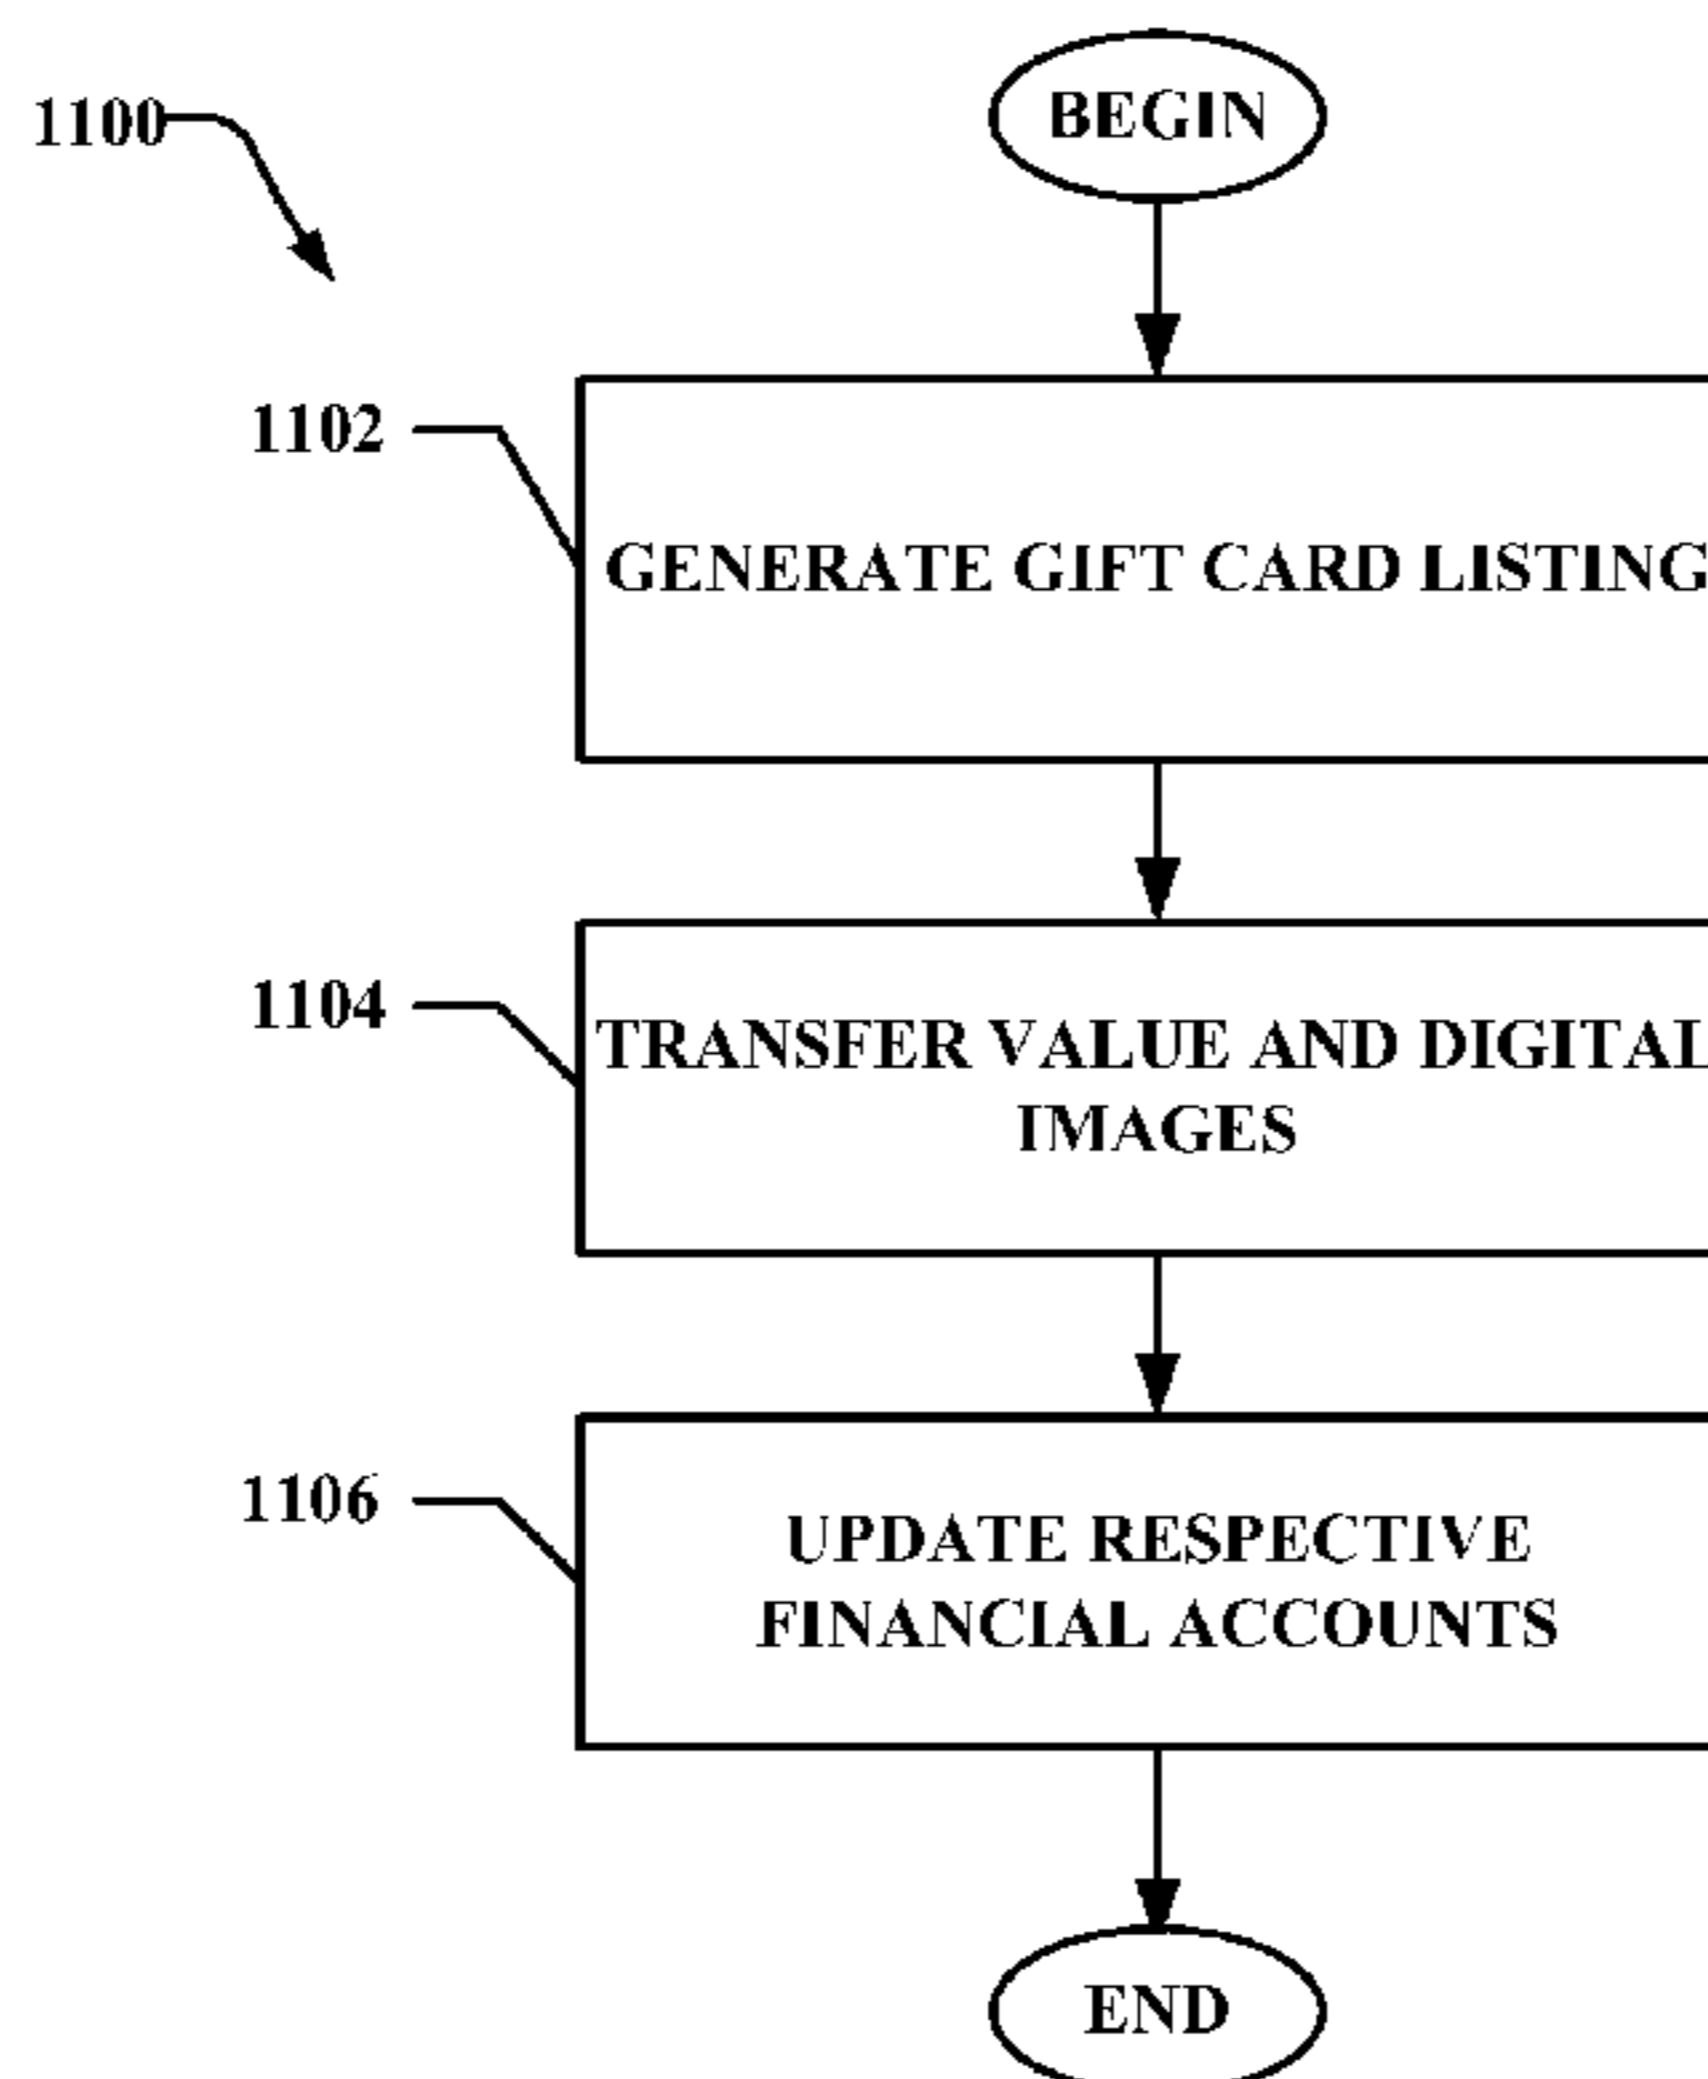 1100
BEGIN
1102
GENERATE GIFT CARD LISTING
1104
TRANSFER VALUE AND DIGITAL
IMAGES
1106
UPDATE RESPECTIVE
FINANCIAL ACCOUNTS
END